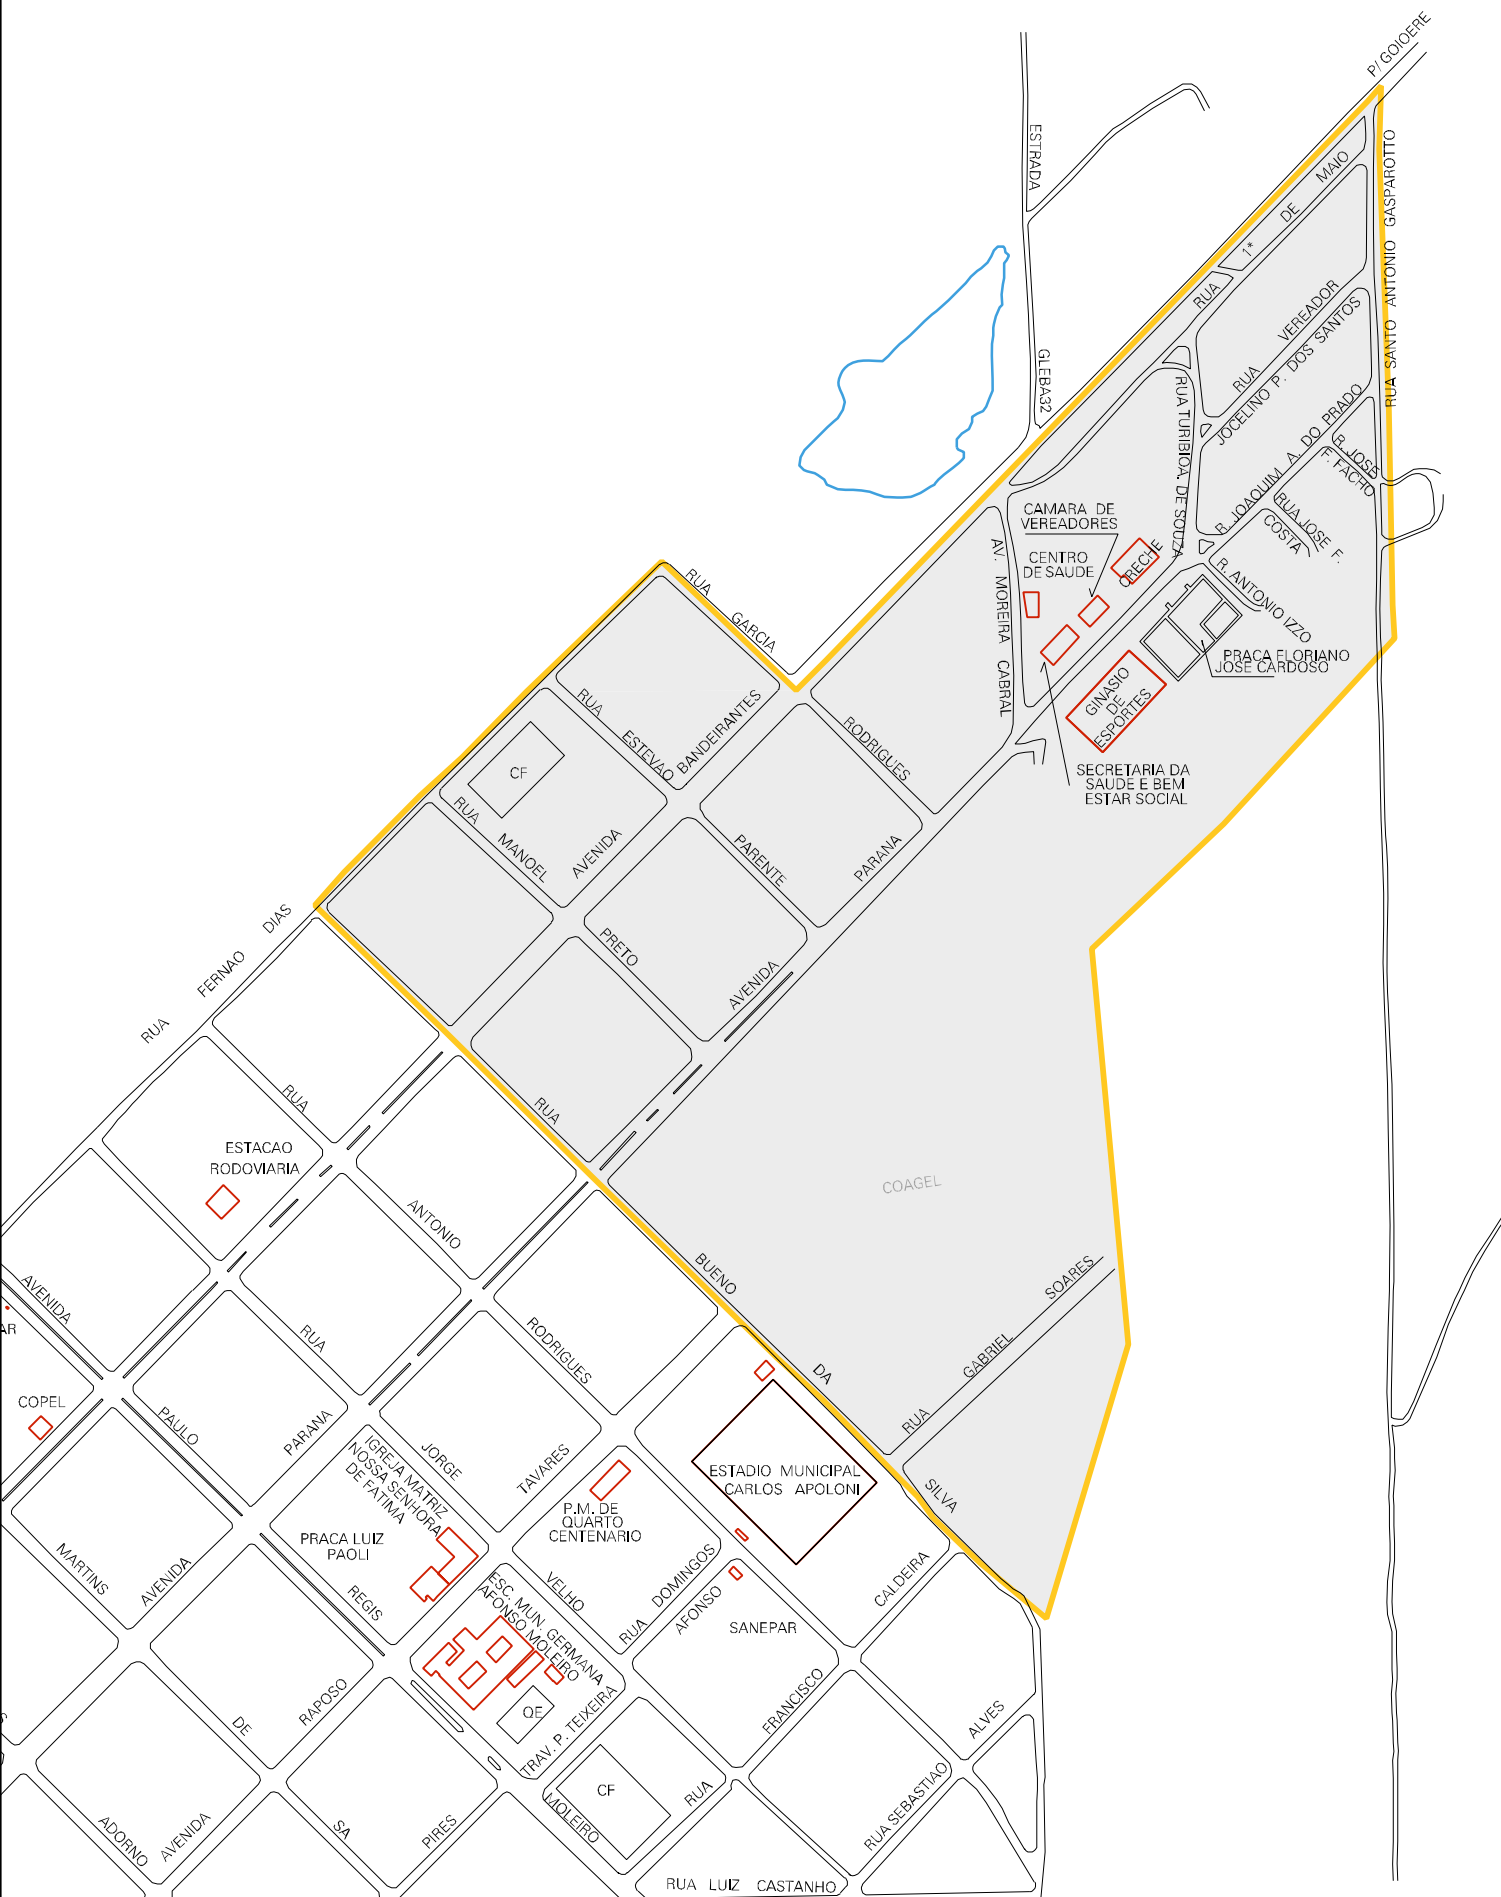 P/ GOIOERE
ESTRADA
GLEBA32
RUA 1* DE MAIO
RUA SANTO ANTONIO GASPAROTTO
RUA VEREADOR
JOCELINO P. DOS SANTOS
RUA TURIBIO A. DE SOUZA
R. JOAQUIM A. DO PRADO
R. JOSE
F. FACHO
RUA JOSE F.
COSTA
R. ANTONIO IZZO
CAMARA DE
VEREADORES
CENTRO
DE SAUDE
CRECHE
AV. MOREIRA CABRAL
PRACA FLORIANO
JOSE CARDOSO
GINASIO
DE
ESPORTES
SECRETARIA DA
SAUDE E BEM
ESTAR SOCIAL
RUA GARCIA
RODRIGUES
RUA ESTEVAO
PARENTE
BANDEIRANTES
AVENIDA
CF
RUA MANOEL
PRETO
PARANA
AVENIDA
RUA FERNAO DIAS
RUA BUENO DA SILVA
COAGEL
RUA GABRIEL SOARES
ESTACAO
RODOVIARIA
RUA ANTONIO
RODRIGUES
AVENIDA
AR
COPEL
PAULO
PARANA
RUA
JORGE
VELHO
TAVARES
IGREJA MATRIZ
NOSSA SENHORA
DE FATIMA
PRACA LUIZ
PAOLI
REGIS
P.M. DE
QUARTO
CENTENARIO
ESTADIO MUNICIPAL
CARLOS APOLONI
MARTINS
AVENIDA
ESC. MUN. GERMANA
AFONSO MOLEIRO
RUA DOMINGOS
AFONSO
SANEPAR
CALDEIRA
QE
TRAV. P. TEIXEIRA
FRANCISCO
ALVES
RAPOSO
DE
SA
CF
MOLEIRO
RUA
RUA SEBASTIAO
ADORNO
AVENIDA
PIRES
RUA LUIZ CASTANHO